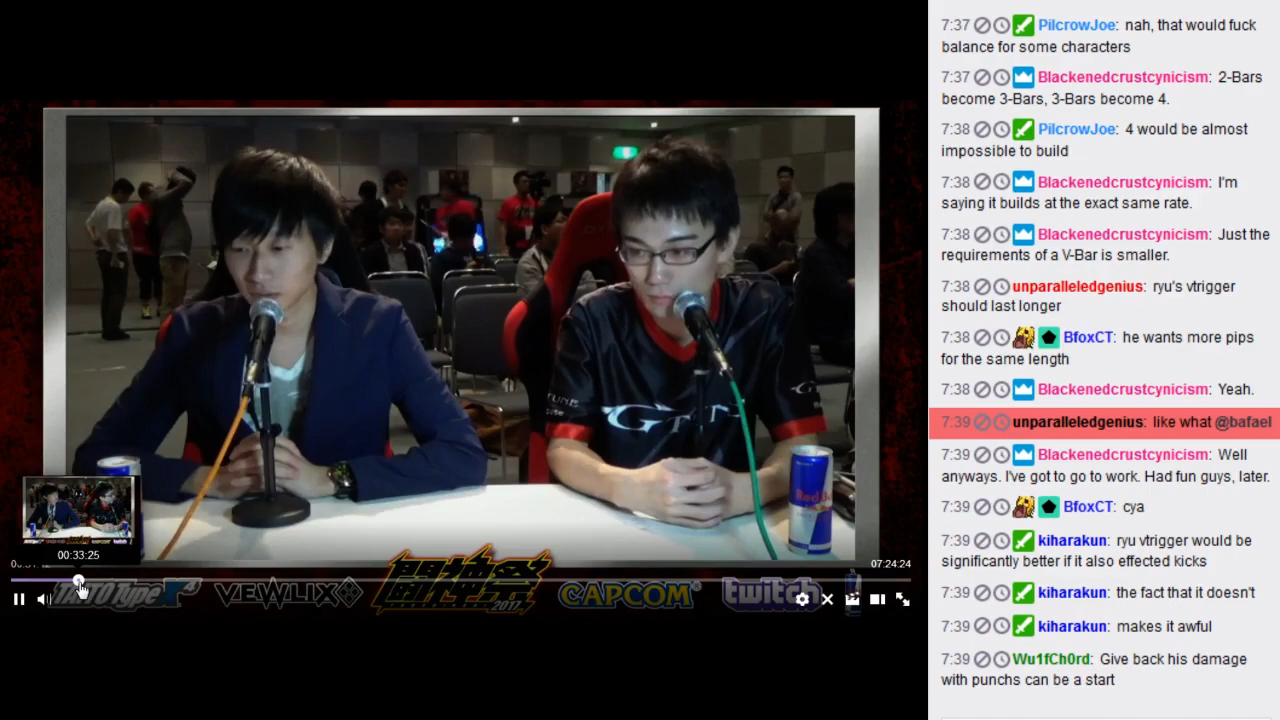 7:37 PilcrowJoe: nah, that would fuck
balance for some characters
7:37 Blackenedcrustcynicism: 2-Bars
become 3-Bars, 3-Bars become 4.
7:38 PilcrowJoe: 4 would be almost
impossible to build
7:38 Blackenedcrustcynicism: I'm
saying it builds at the exact same rate.
7:38 Blackenedcrustcynicism: Just the
requirements of a V-Bar is smaller.
7:38 unparalleledgenius: ryu's vtrigger
should last longer
7:38 BfoxCT: he wants more pips
for the same length
7:38 Blackenedcrustcynicism: Yeah.
7:39 unparalleledgenius: like what @bafael
7:39 Blackenedcrustcynicism: Well
anyways. I've got to go to work. Had fun guys, later.
7:39 BfoxCT: cya
7:39 kiharakun: ryu vtrigger would be
significantly better if it also effected kicks
7:39 kiharakun: the fact that it doesn't
7:39 kiharakun: makes it awful
7:39 Wu1fCh0rd: Give back his damage
with punchs can be a start
00:33:25
07:24:24
TAITO Type X4
VEWLIX
闘神祭
2017
CAPCOM
twitch